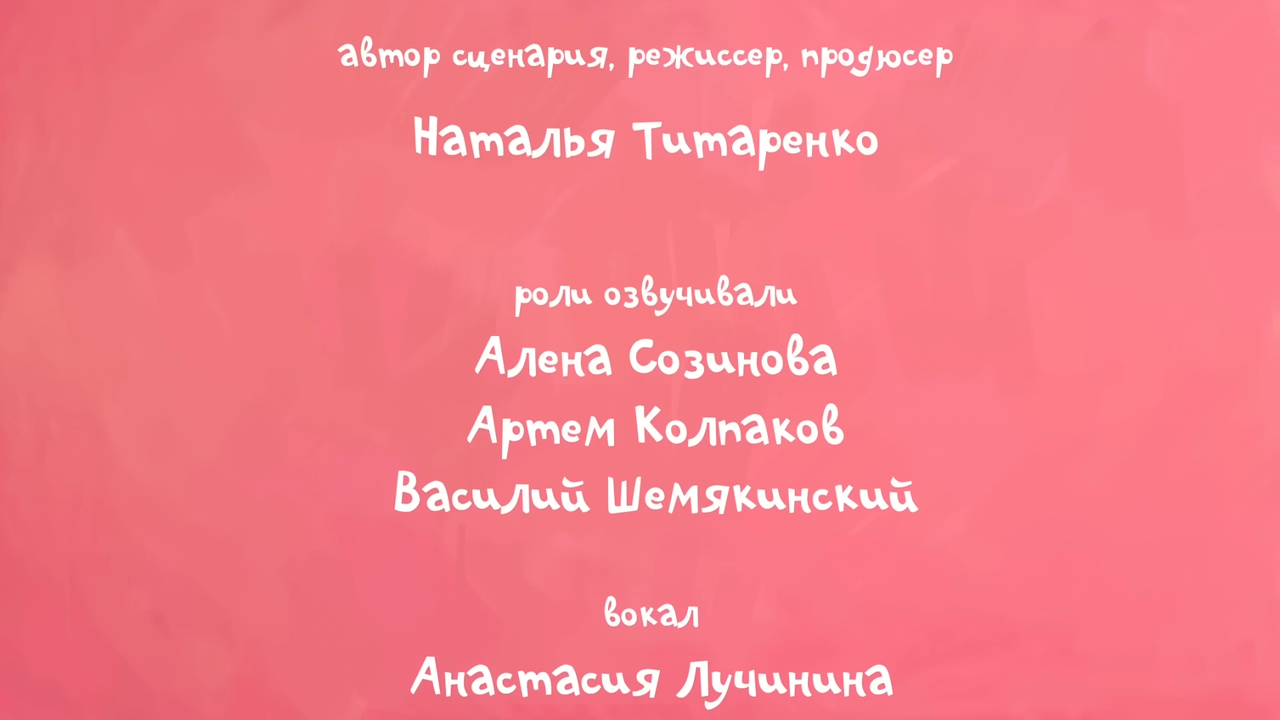 автор сценария, режиссер, продюсер
Наталья Титаренко
роли озвучивали
Алена Созинова
Артем Колпаков
Василий Шемякинский
вокал
Анастасия Лучинина